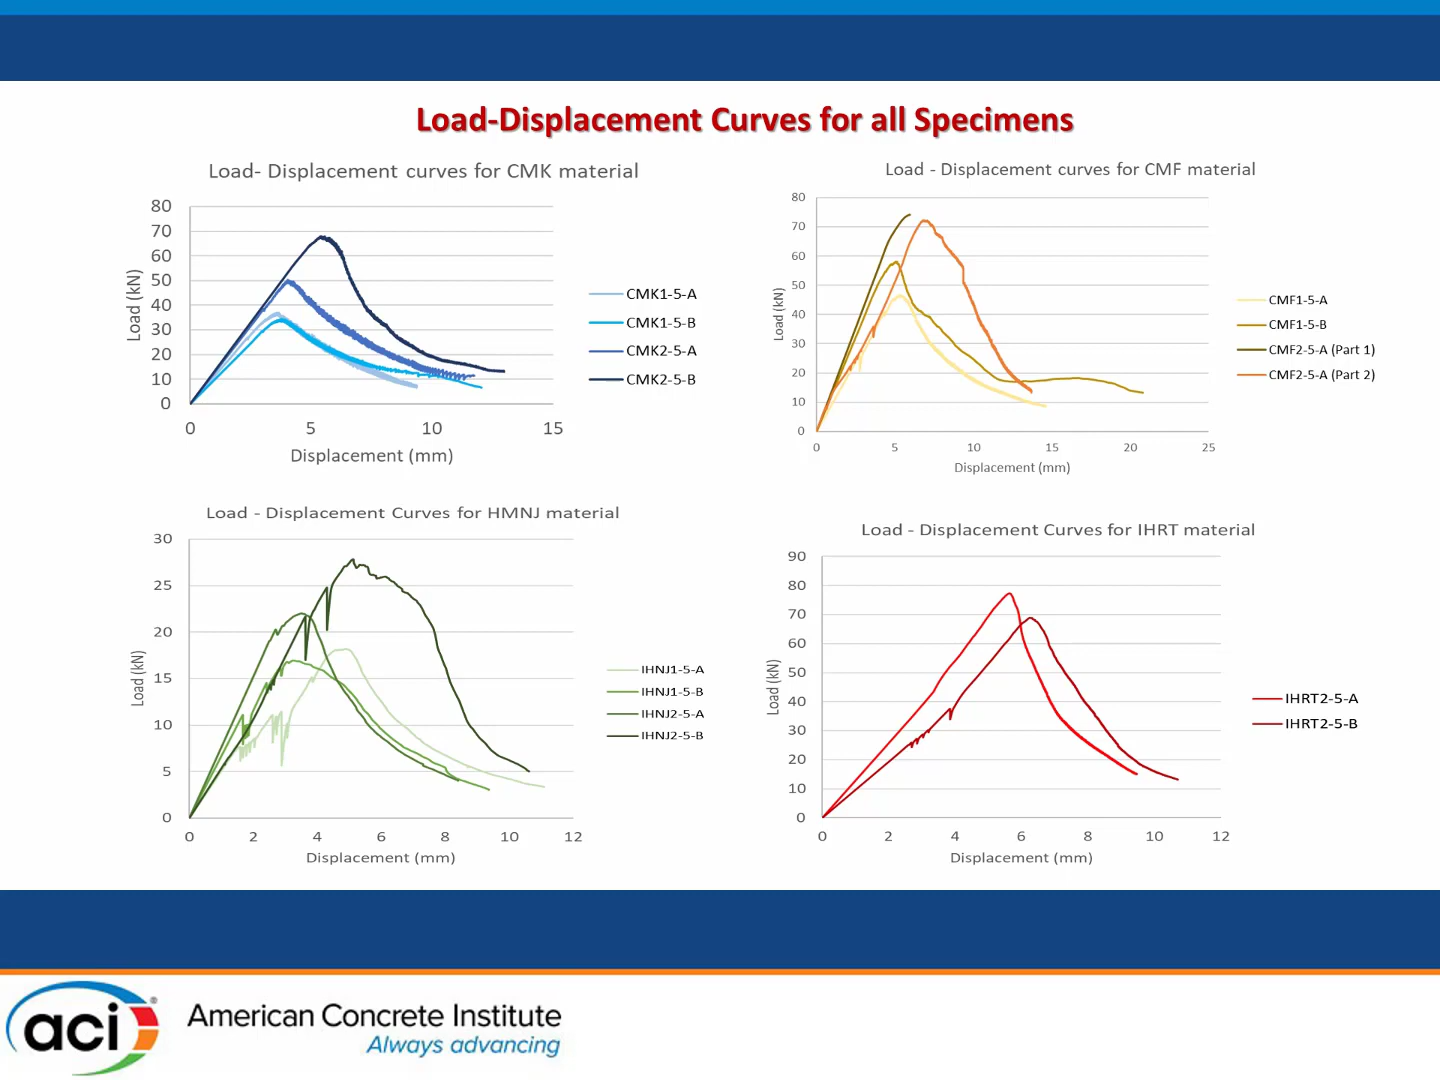 Load-Displacement Curves for all Specimens
Load- Displacement curves for CMK material
80
70
60
50
40
30
20
10
0
Load (kN)
0 5 10 15
Displacement (mm)
CMK1-5-A
CMK1-5-B
CMK2-5-A
CMK2-5-B
Load - Displacement curves for CMF material
80
70
60
50
40
30
20
10
0
Load (kN)
0 5 10 15 20 25
Displacement (mm)
CMF1-5-A
CMF1-5-B
CMF2-5-A (Part 1)
CMF2-5-A (Part 2)
Load - Displacement Curves for HMNJ material
30
25
20
15
10
5
0
Load (kN)
0 2 4 6 8 10 12
Displacement (mm)
IHNJ1-5-A
IHNJ1-5-B
IHNJ2-5-A
IHNJ2-5-B
Load - Displacement Curves for IHRT material
90
80
70
60
50
40
30
20
10
0
Load (kN)
0 2 4 6 8 10 12
Displacement (mm)
IHRT2-5-A
IHRT2-5-B
aci®
American Concrete Institute
Always advancing